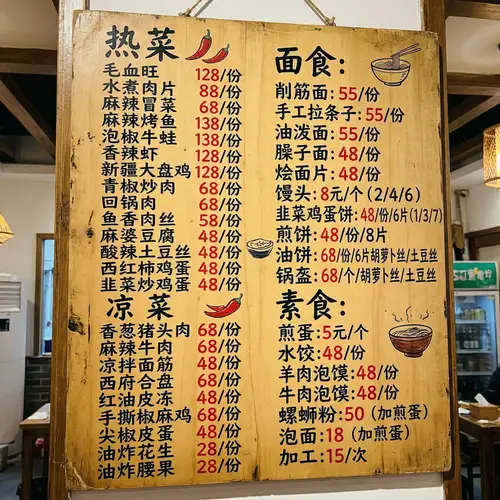 热菜
毛血旺 128/份
水煮肉片 88/份
麻辣冒菜 68/份
麻辣烤鱼 138/份
泡椒牛蛙 138/份
香辣虾 128/份
新疆大盘鸡 128/份
青椒炒肉 68/份
回锅肉 68/份
鱼香肉丝 58/份
麻婆豆腐 48/份
酸辣土豆丝 48/份
西红柿鸡蛋 48/份
韭菜炒鸡蛋 48/份
凉菜
香葱猪头肉 68/份
麻辣牛肉 68/份
凉拌面筋 48/份
西府合盘 68/份
红油皮冻 48/份
手撕椒麻鸡 68/份
尖椒皮蛋 48/份
油炸花生 28/份
油炸腰果 28/份
面食:
削筋面: 55/份
手工拉条子: 55/份
油泼面: 55/份
臊子面: 48/份
烩面片: 48/份
馒头: 8元/个 (2/4/6)
韭菜鸡蛋饼: 48/份/6片(1/3/7)
煎饼: 48/份/8片
油饼: 68/份/6片胡萝卜丝/土豆丝
锅盔: 68/个/胡萝卜丝/土豆丝
素食:
煎蛋:5元/个
水饺:48/份
羊肉泡馍:48/份
牛肉泡馍:48/份
螺蛳粉:50 (加煎蛋)
泡面:18 (加煎蛋)
加工:15/次